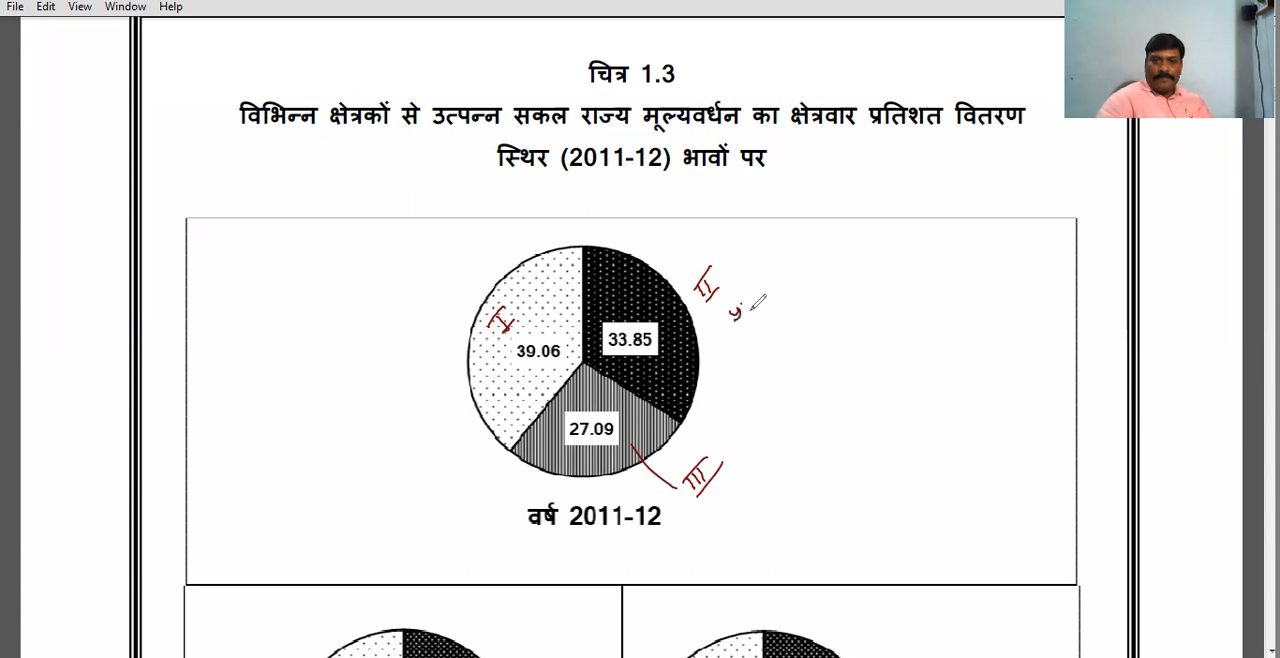 File Edit View Window Help
चित्र 1.3
विभिन्न क्षेत्रकों से उत्पन्न सकल राज्य मूल्यवर्धन का क्षेत्रवार प्रतिशत वितरण
स्थिर (2011-12) भावों पर
II
33.85
I
39.06
27.09
III
वर्ष 2011-12